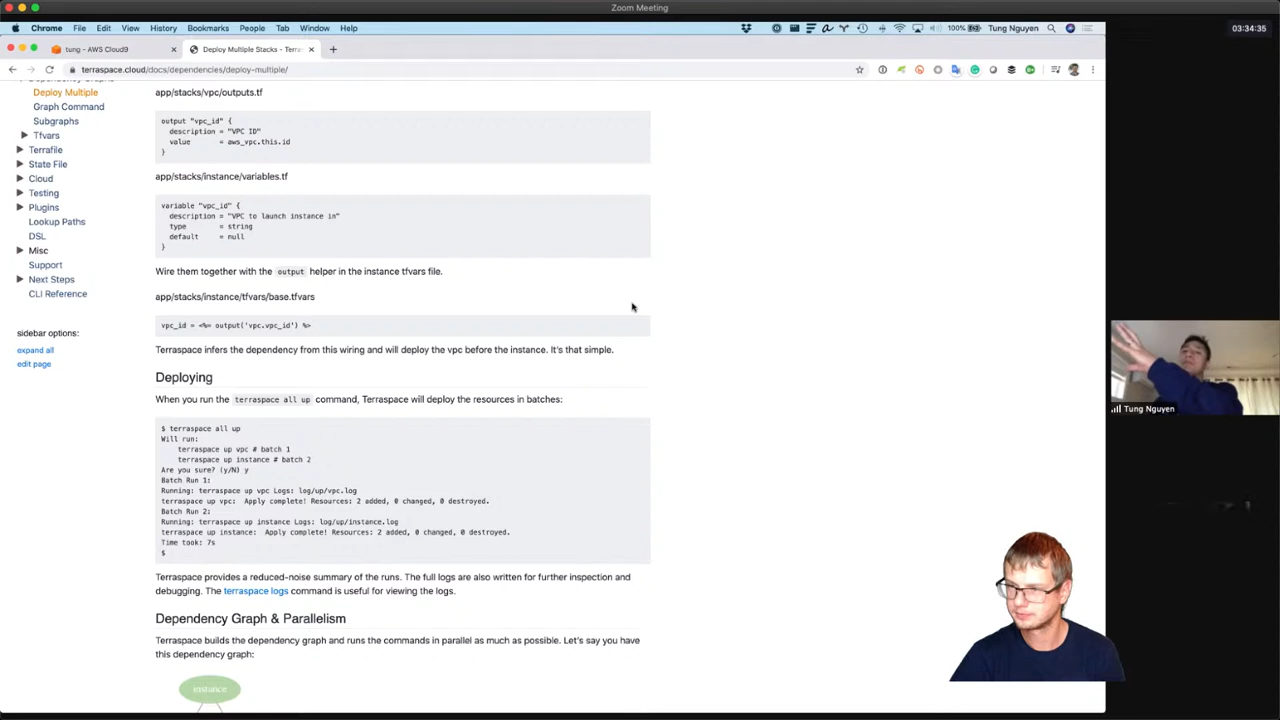 Zoom Meeting
Chrome File Edit View History Bookmarks People Tab Window Help
100% Tung Nguyen
03:34:35
tung - AWS Cloud9
Deploy Multiple Stacks - Terra
terraspace.cloud/docs/dependencies/deploy-multiple/
Deploy Multiple
Graph Command
Subgraphs
Tfvars
Terrafile
State File
Cloud
Testing
Plugins
Lookup Paths
DSL
Misc
Support
Next Steps
CLI Reference
sidebar options:
expand all
edit page
app/stacks/vpc/outputs.tf
output "vpc_id" {
description = "VPC ID"
value = aws_vpc.this.id
}
app/stacks/instance/variables.tf
variable "vpc_id" {
description = "VPC to launch instance in"
type = string
default = null
}
Wire them together with the output helper in the instance tfvars file.
app/stacks/instance/tfvars/base.tfvars
vpc_id = <%= output('vpc.vpc_id') %>
Terraspace infers the dependency from this wiring and will deploy the vpc before the instance. It's that simple.
Deploying
When you run the terraspace all up command, Terraspace will deploy the resources in batches:
$ terraspace all up
Will run:
terraspace up vpc # batch 1
terraspace up instance # batch 2
Are you sure? (y/N) y
Batch Run 1:
Running: terraspace up vpc Logs: log/up/vpc.log
terraspace up vpc: Apply complete! Resources: 2 added, 0 changed, 0 destroyed.
Batch Run 2:
Running: terraspace up instance Logs: log/up/instance.log
terraspace up instance: Apply complete! Resources: 2 added, 0 changed, 0 destroyed.
Time took: 7s
$
Terraspace provides a reduced-noise summary of the runs. The full logs are also written for further inspection and
debugging. The terraspace logs command is useful for viewing the logs.
Dependency Graph & Parallelism
Terraspace builds the dependency graph and runs the commands in parallel as much as possible. Let's say you have
this dependency graph:
instance
Tung Nguyen